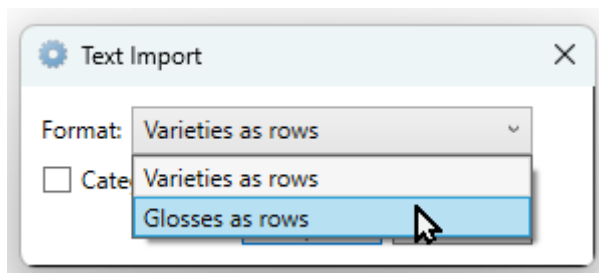 Text Import
Format: Varieties as rows
Varieties as rows
Glosses as rows